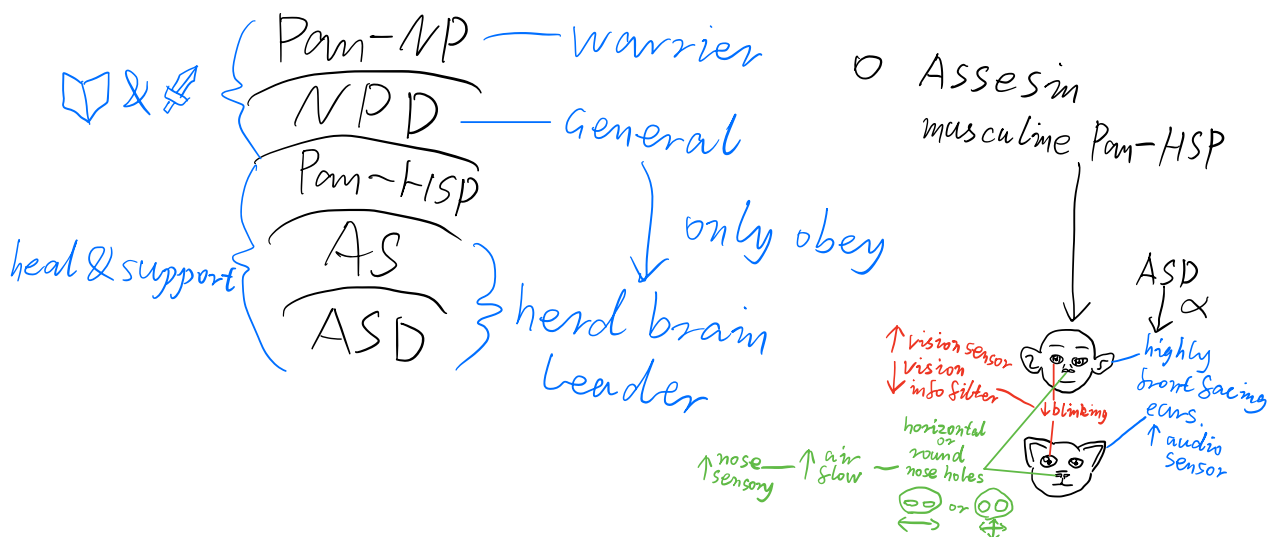 Pan-NP
warrier
&
NPD
General
Pan-HSP
only obey
heal & support
AS
ASD
herd brain
leader
O Assesin
masculine Pan-HSP
ASD
α
highly
front facing
ears.
↑ audio
sensor
↑ vision sensor
↓ vision
info filter
↓ blinking
horizontal
or
round
nose holes
↑ nose
sensory
↑ air
flow
or